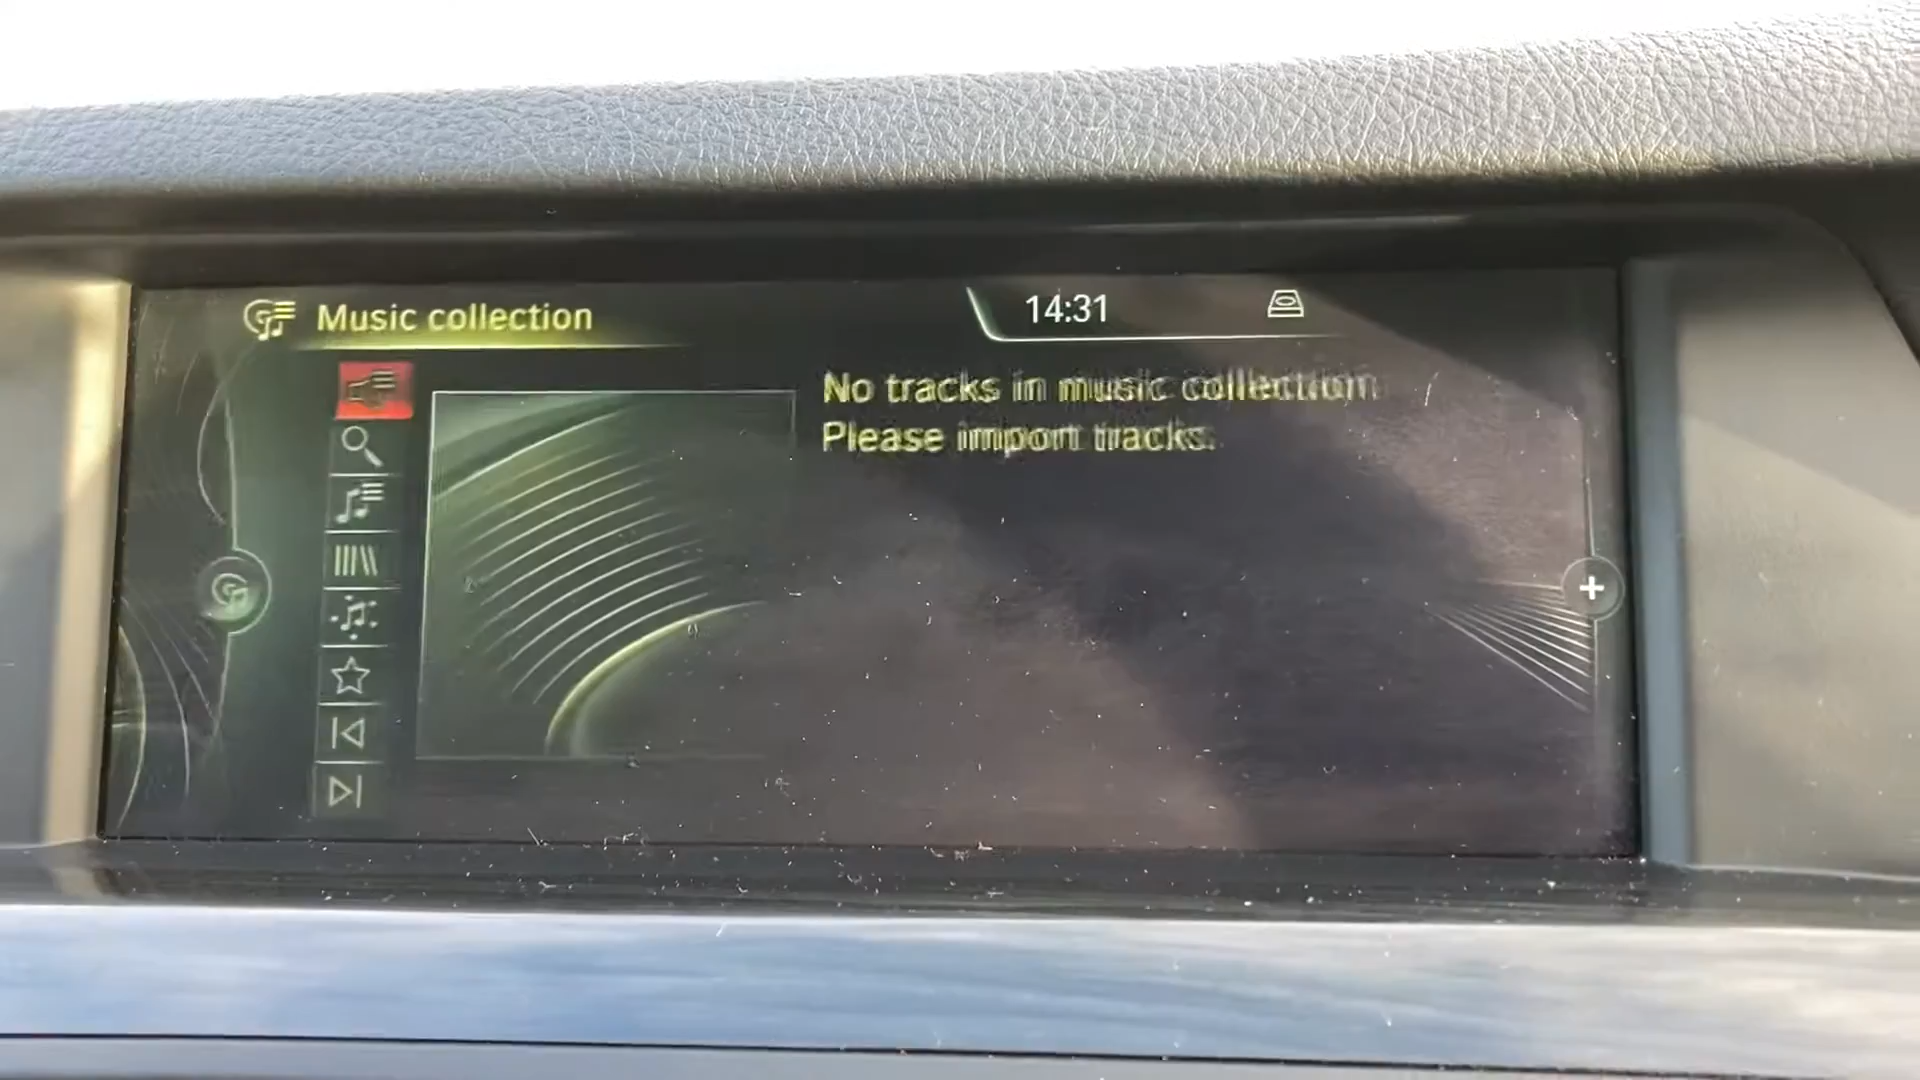 Music collection
14:31
No tracks in music collection.
Please import tracks.